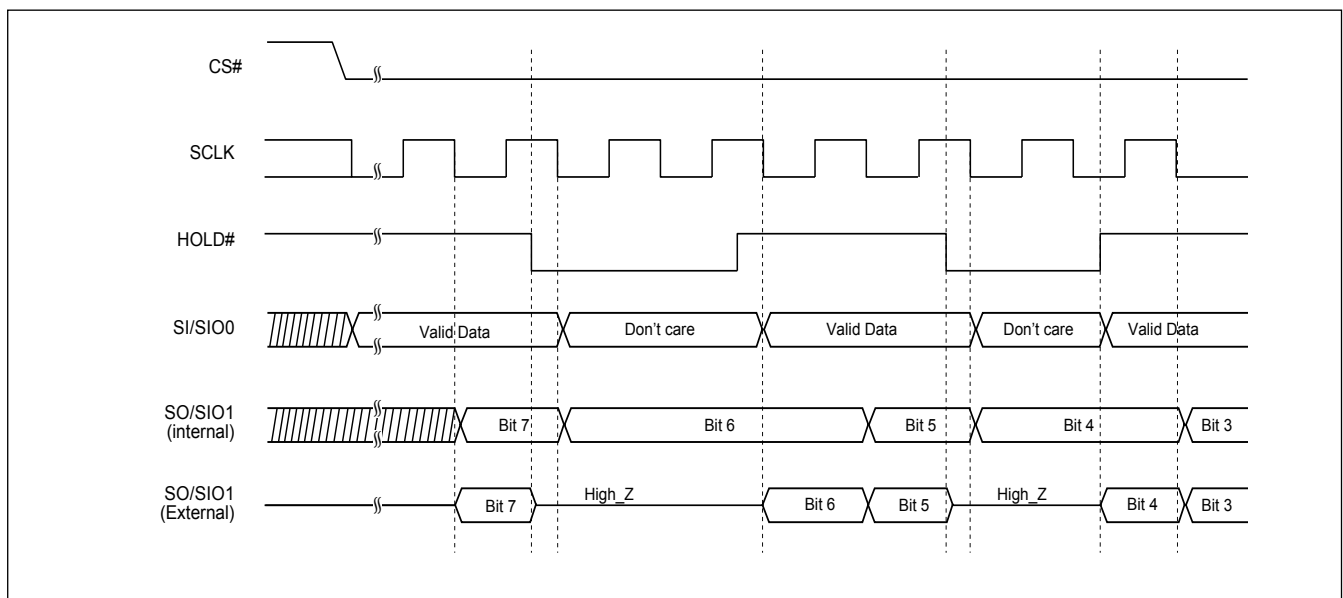 CS#
SCLK
HOLD#
SI/SIO0 Valid Data Don't care Valid Data Don't care Valid Data
SO/SIO1
(internal) Bit 7 Bit 6 Bit 5 Bit 4 Bit 3
SO/SIO1
(External) Bit 7 High_Z Bit 6 Bit 5 High_Z Bit 4 Bit 3